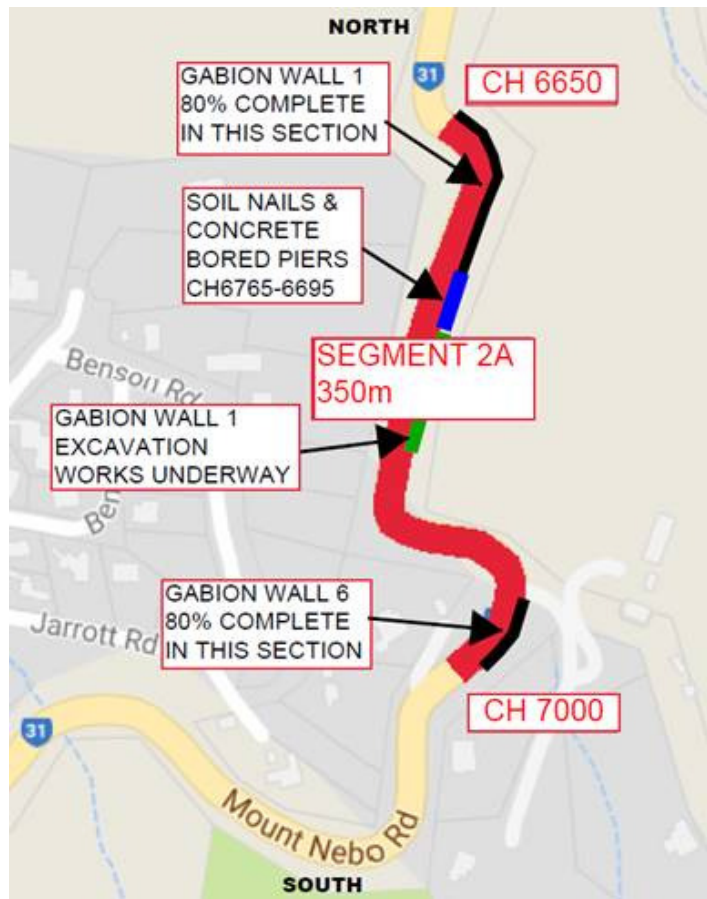 NORTH
31
CH 6650
GABION WALL 1
80% COMPLETE
IN THIS SECTION
SOIL NAILS &
CONCRETE
BORED PIERS
CH6765-6695
SEGMENT 2A
350m
Benson Rd
GABION WALL 1
EXCAVATION
WORKS UNDERWAY
Ben
GABION WALL 6
80% COMPLETE
IN THIS SECTION
Jarrott Rd
CH 7000
31
Mount Nebo Rd
SOUTH